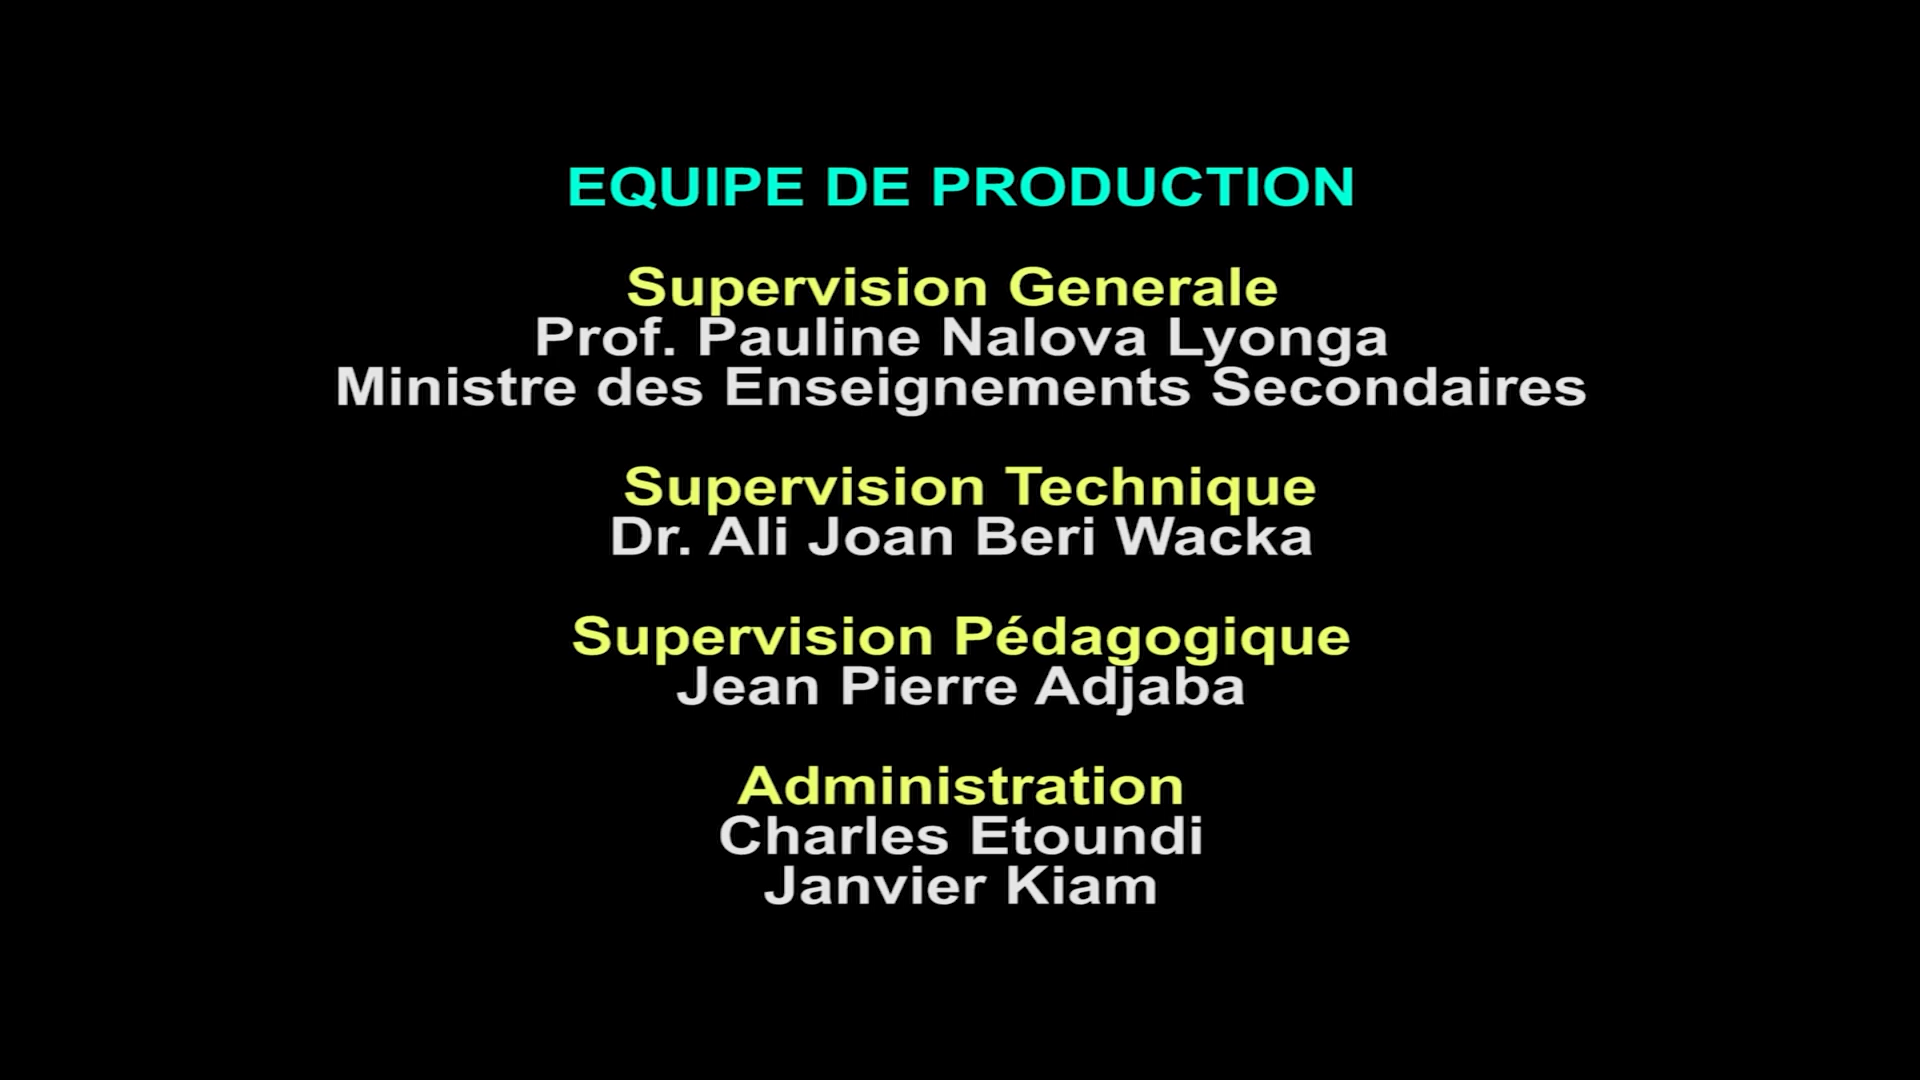 EQUIPE DE PRODUCTION
Supervision Generale
Prof. Pauline Nalova Lyonga
Ministre des Enseignements Secondaires
Supervision Technique
Dr. Ali Joan Beri Wacka
Supervision Pédagogique
Jean Pierre Adjaba
Administration
Charles Etoundi
Janvier Kiam